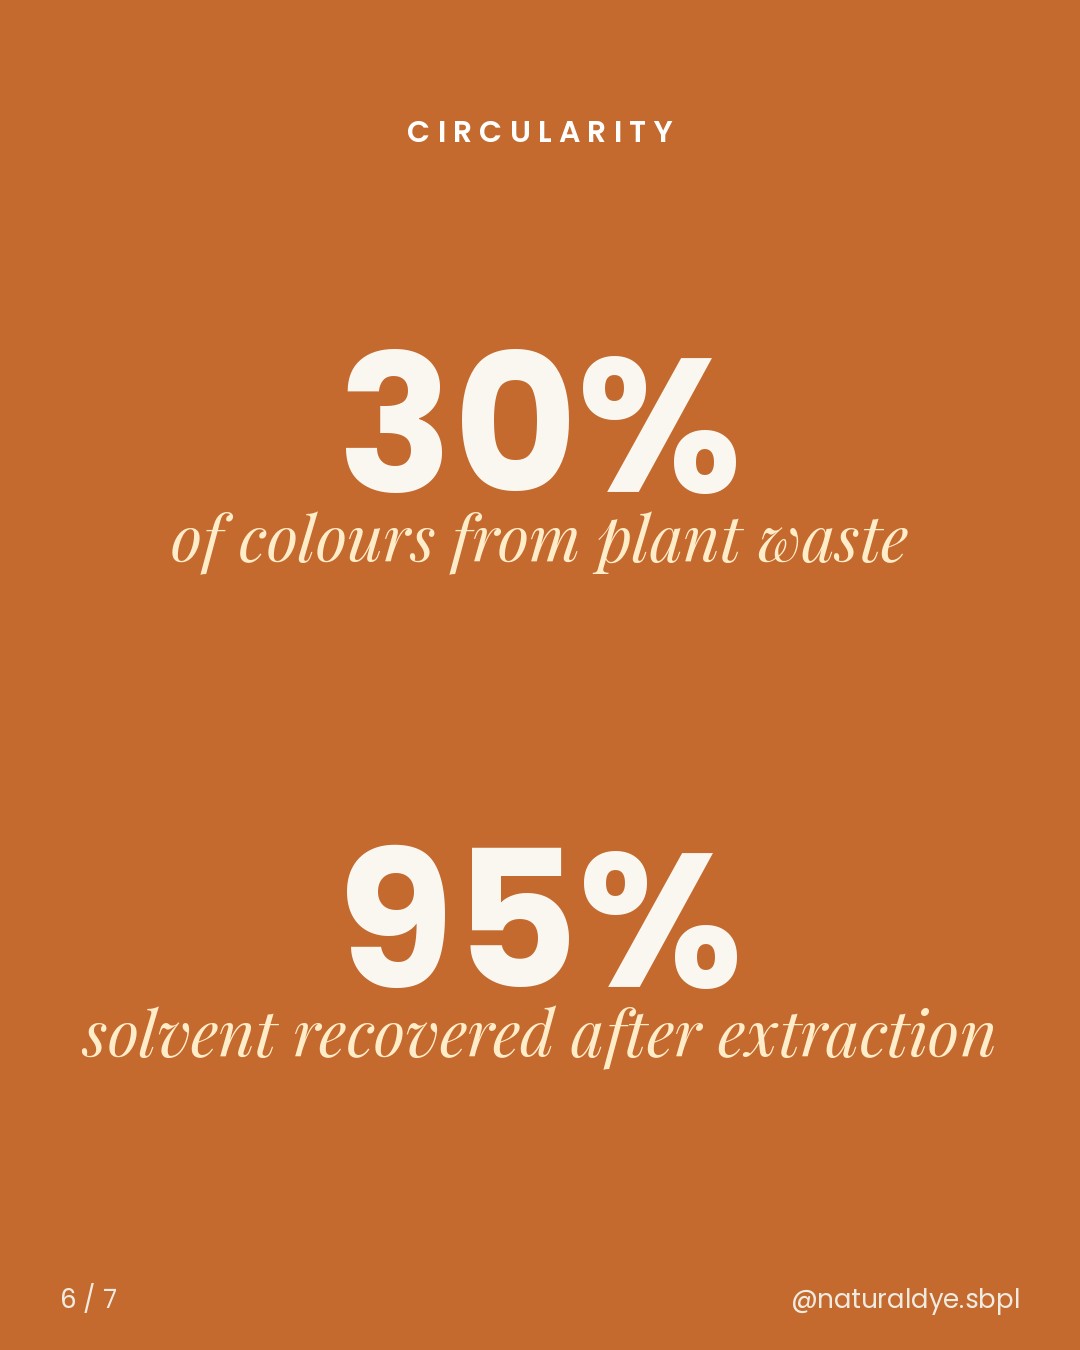 CIRCULARITY
30%
of colours from plant waste
95%
solvent recovered after extraction
6 / 7
@naturaldye.sbpl